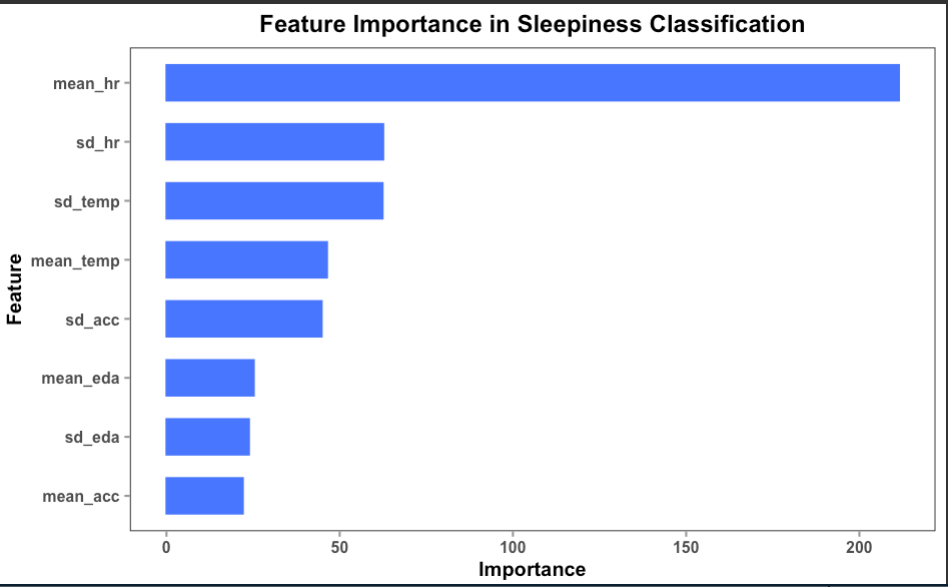 Feature Importance in Sleepiness Classification
mean_hr
sd_hr
sd_temp
mean_temp
sd_acc
mean_eda
sd_eda
mean_acc
Feature
0 50 100 150 200
Importance